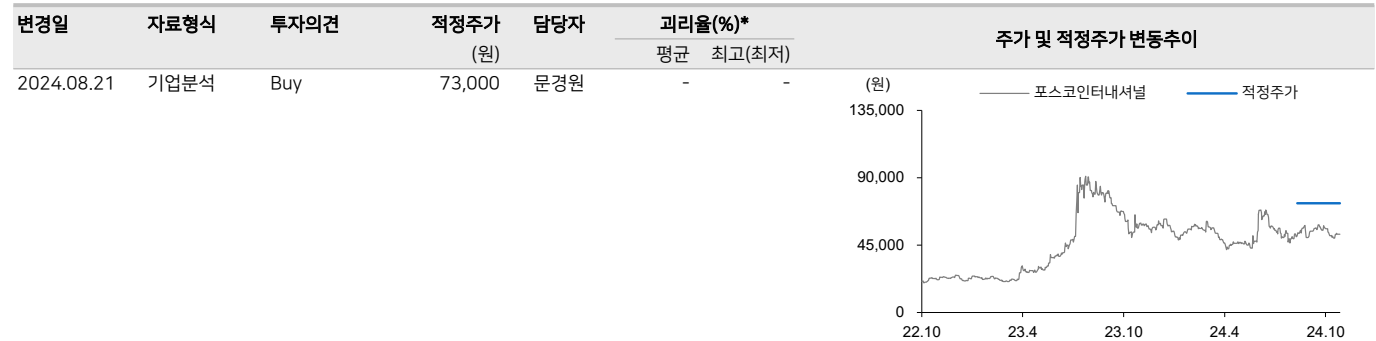 변경일 자료형식 투자의견 적정주가 담당자 괴리율(%)*
(원) 평균 최고(최저)
2024.08.21 기업분석 Buy 73,000 문경원 - -
주가 및 적정주가 변동추이
(원) 포스코인터내셔널 적정주가
135,000
90,000
45,000
0
22.10 23.4 23.10 24.4 24.10